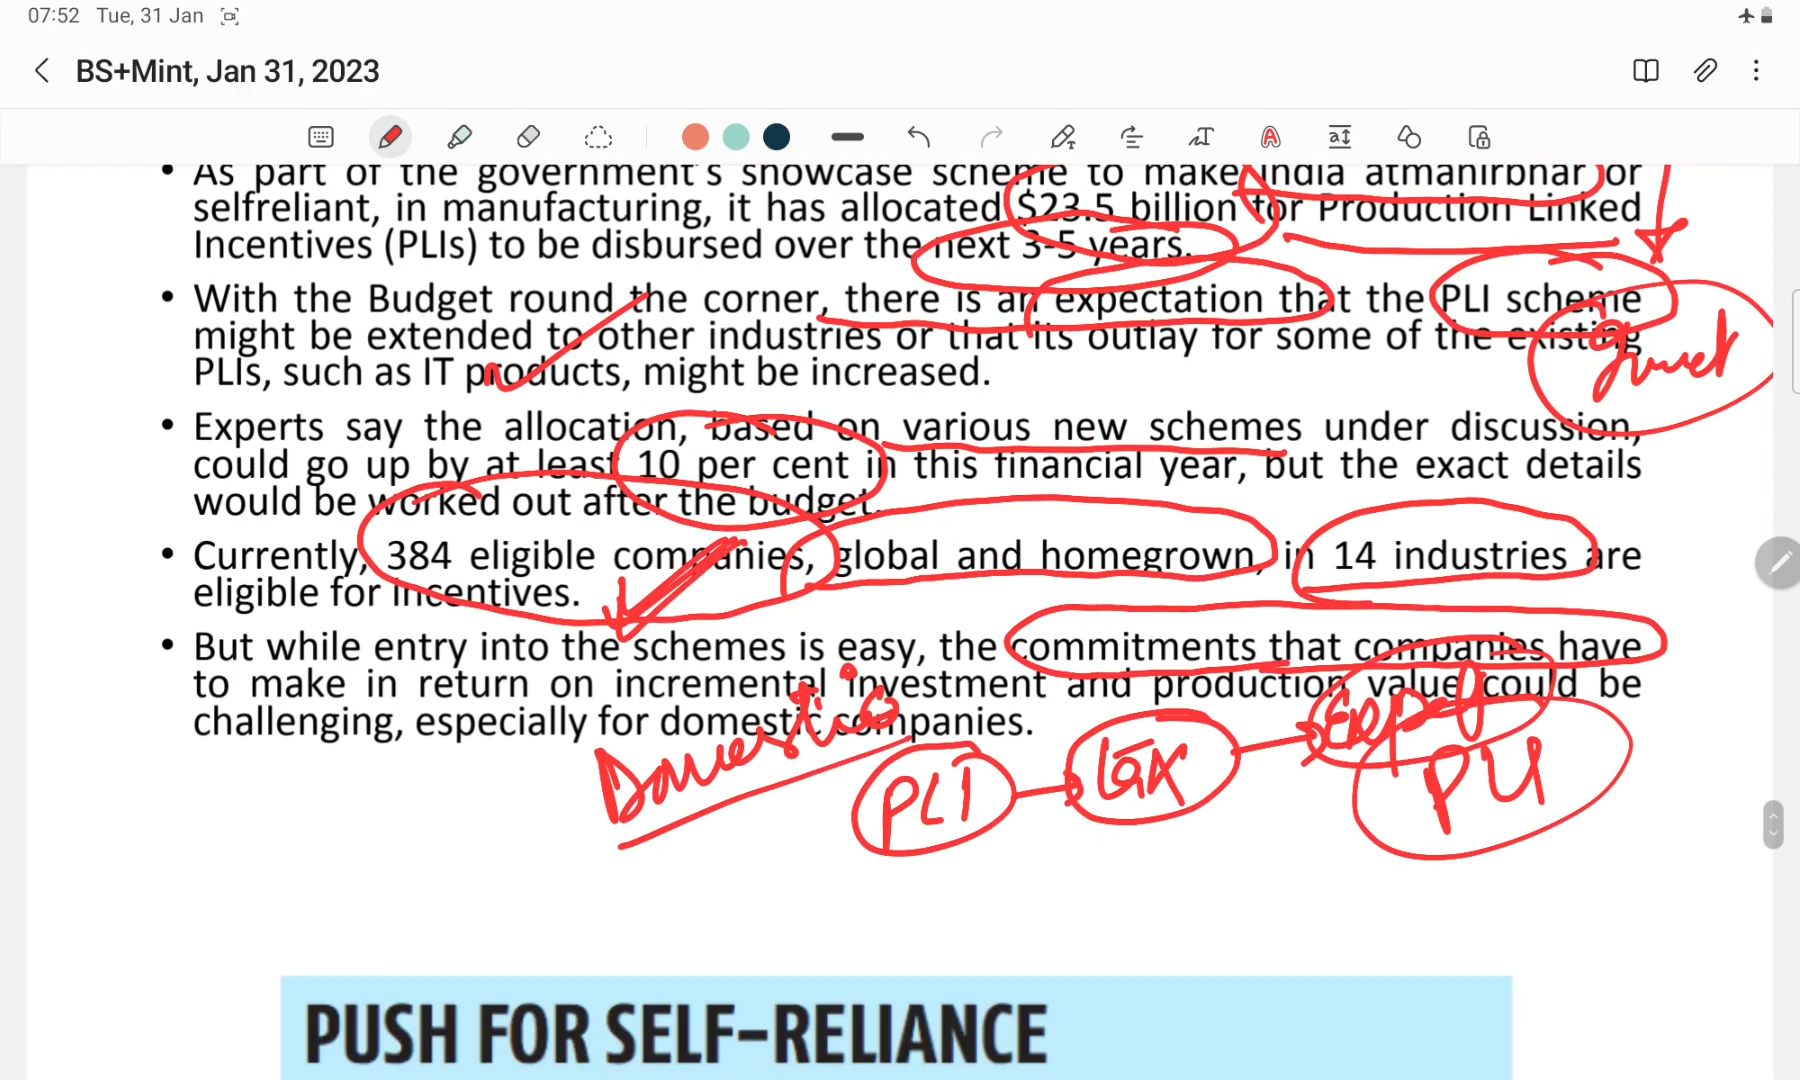 07:52 Tue, 31 Jan
BS+Mint, Jan 31, 2023
• As part of the government's showcase scheme to make India atmanirbhar or
selfreliant, in manufacturing, it has allocated $23.5 billion for Production Linked
Incentives (PLIs) to be disbursed over the next 3-5 years.
• With the Budget round the corner, there is an expectation that the PLI scheme
might be extended to other industries or that its outlay for some of the existing
PLIs, such as IT products, might be increased.
• Experts say the allocation, based on various new schemes under discussion,
could go up by at least 10 per cent in this financial year, but the exact details
would be worked out after the budget.
• Currently, 384 eligible companies, global and homegrown, in 14 industries are
eligible for incentives.
• But while entry into the schemes is easy, the commitments that companies have
to make in return on incremental investment and production value could be
challenging, especially for domestic companies.
Domestic
PLI
Tax
PLI
PUSH FOR SELF-RELIANCE